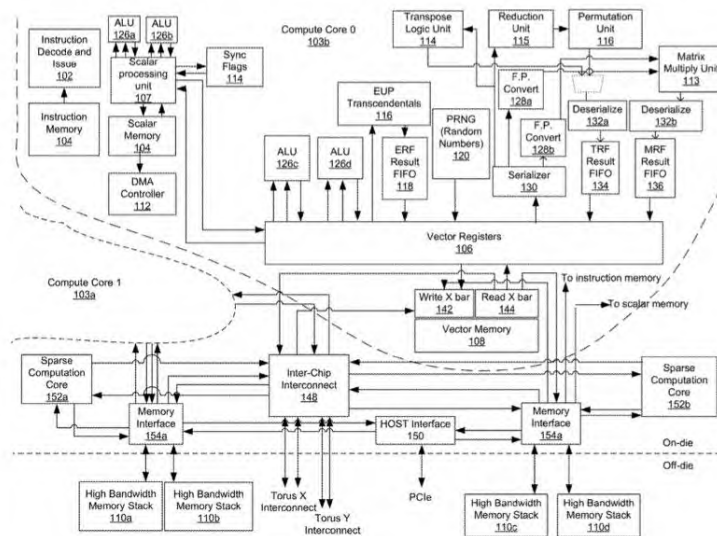 Instruction Decode and Issue
102
Instruction Memory
104
ALU
126a
ALU
126b
Scalar processing unit
107
Sync Flags
114
Scalar Memory
104
DMA Controller
112
Compute Core 0
103b
Transpose Logic Unit
114
Reduction Unit
115
Permutation Unit
116
Matrix Multiply Unit
113
F.P. Convert
128a
F.P. Convert
128b
Deserialize
132a
Deserialize
132b
EUP Transcendentals
116
PRNG (Random Numbers)
120
ALU
126c
ALU
126d
ERF Result FIFO
118
Serializer
130
TRF Result FIFO
134
MRF Result FIFO
136
Vector Registers
106
Compute Core 1
103a
To instruction memory
To scalar memory
Write X bar
142
Read X bar
144
Vector Memory
108
Sparse Computation Core
152a
Inter-Chip Interconnect
148
Sparse Computation Core
152b
Memory Interface
154a
HOST Interface
150
Memory Interface
154a
On-die
Off-die
High Bandwidth Memory Stack
110a
High Bandwidth Memory Stack
110b
Torus X Interconnect
Torus Y Interconnect
PCIe
High Bandwidth Memory Stack
110c
High Bandwidth Memory Stack
110d